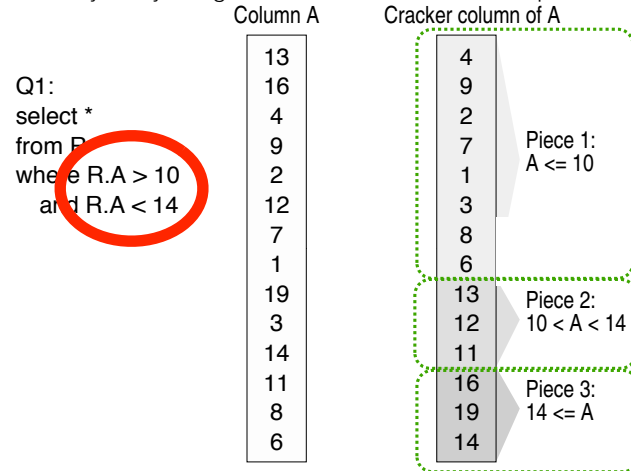 Column A
Cracker column of A
Q1:
select *
from R
where R.A > 10
and R.A < 14
13
16
4
9
2
12
7
1
19
3
14
11
8
6
4
9
2
7
1
3
8
6
13
12
11
16
19
14
Piece 1:
A <= 10
Piece 2:
10 < A < 14
Piece 3:
14 <= A